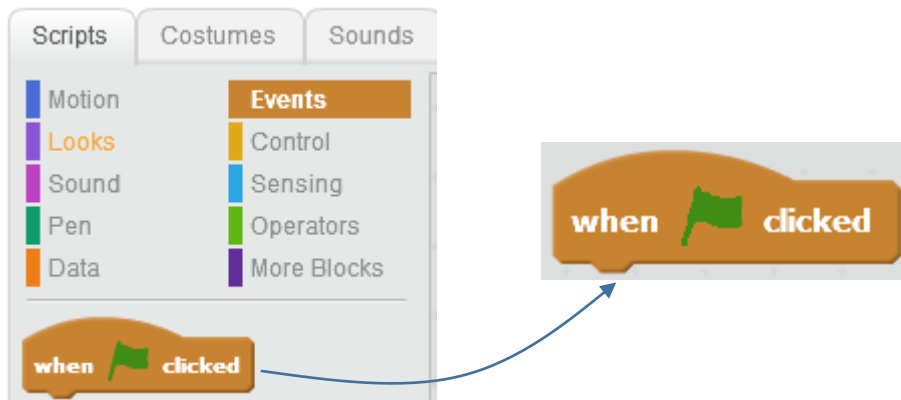 Scripts Costumes Sounds
Motion Events
Looks Control
Sound Sensing
Pen Operators
Data More Blocks
when clicked
when clicked